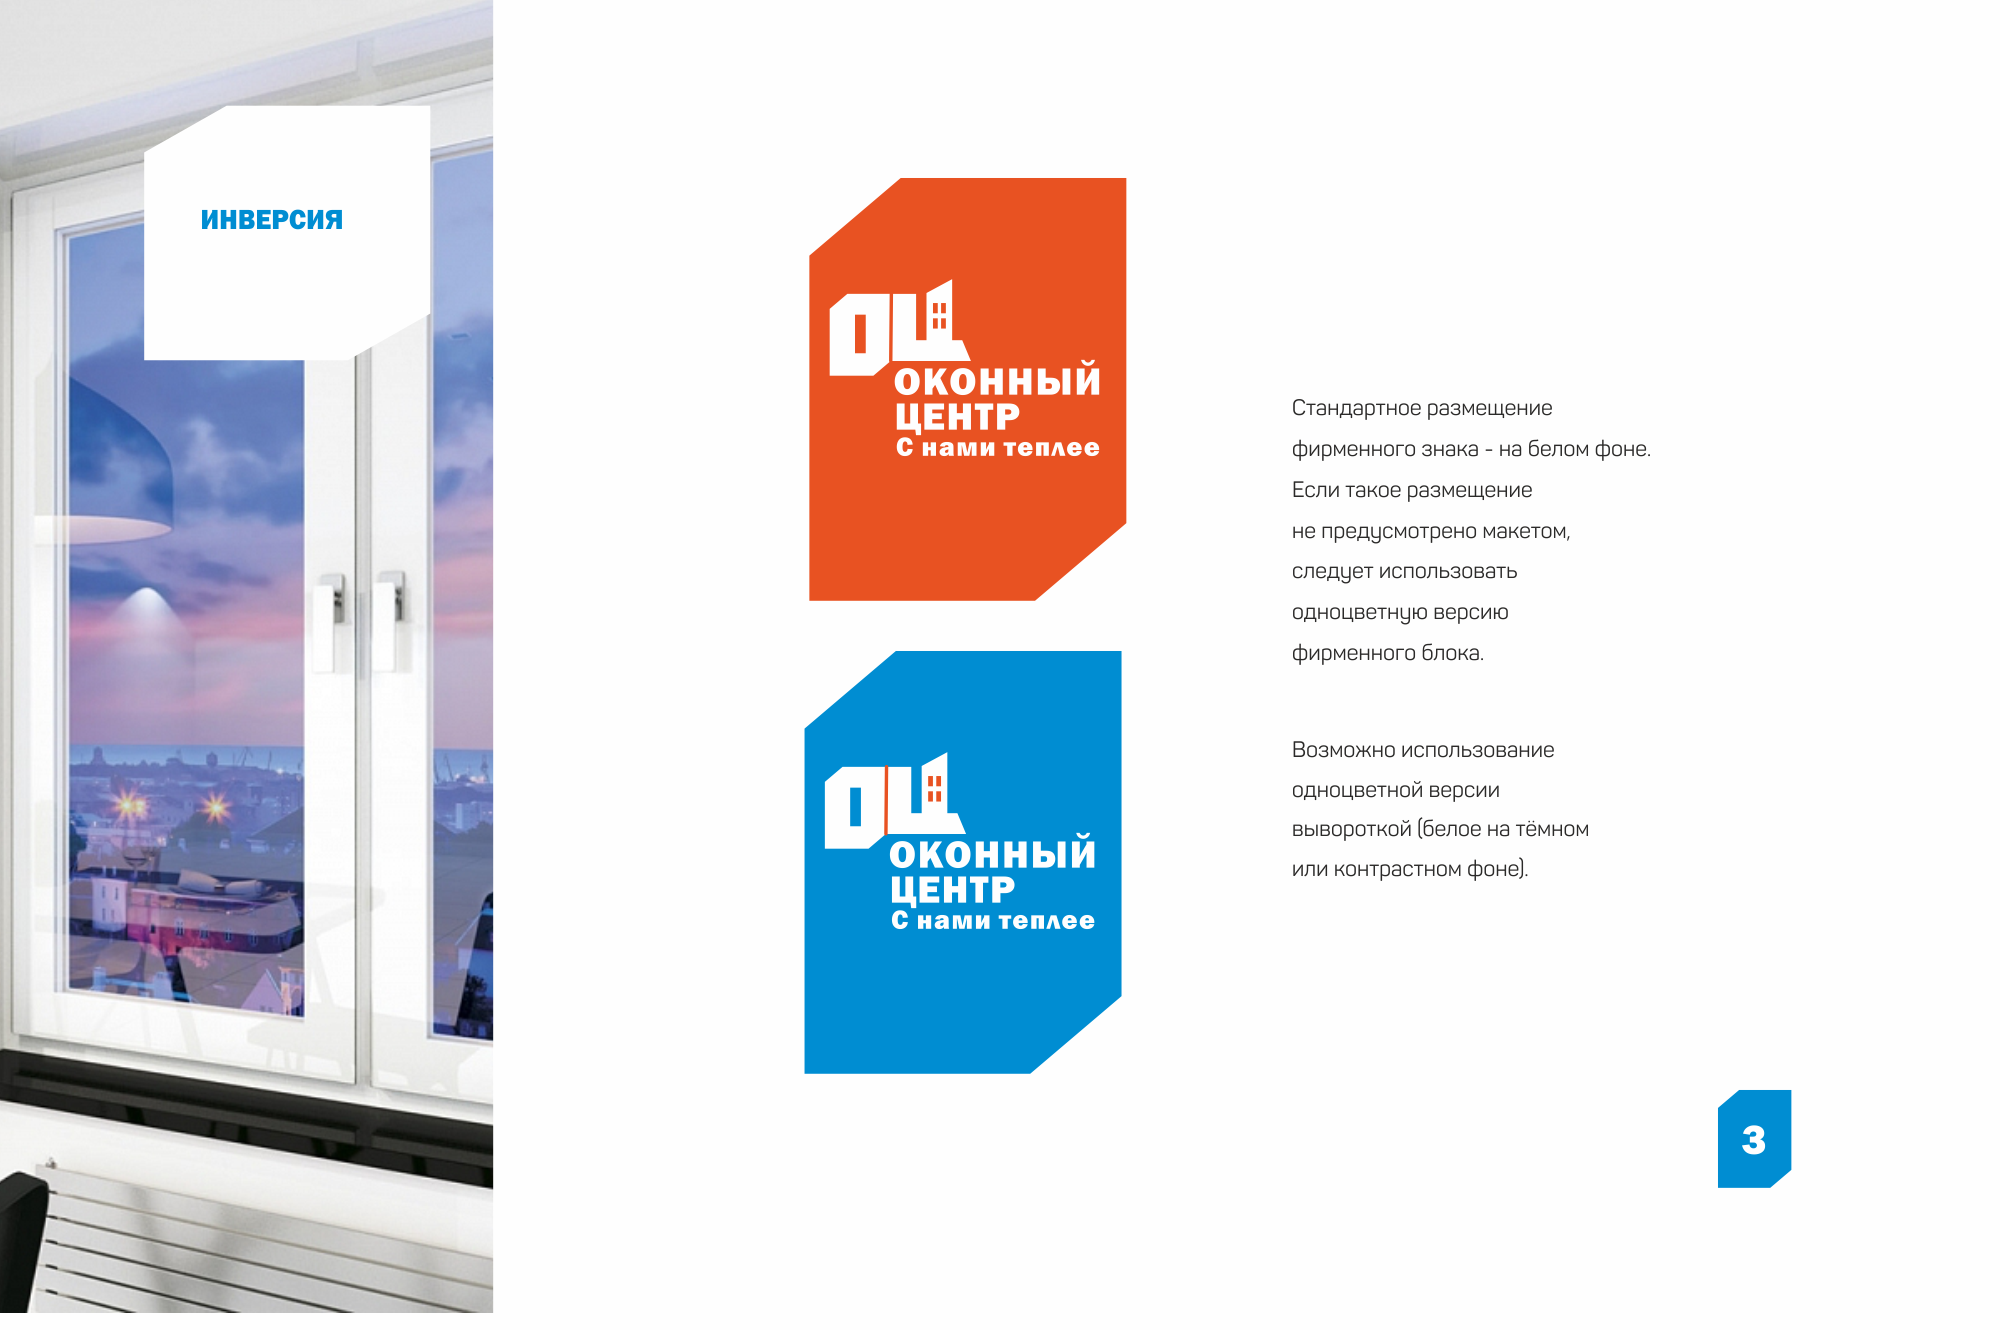 ИНВЕРСИЯ
ОЦ
ОКОННЫЙ
ЦЕНТР
С нами теплее
ОЦ
ОКОННЫЙ
ЦЕНТР
С нами теплее
Стандартное размещение
фирменного знака - на белом фоне.
Если такое размещение
не предусмотрено макетом,
следует использовать
одноцветную версию
фирменного блока.
Возможно использование
одноцветной версии
вывороткой (белое на тёмном
или контрастном фоне).
3